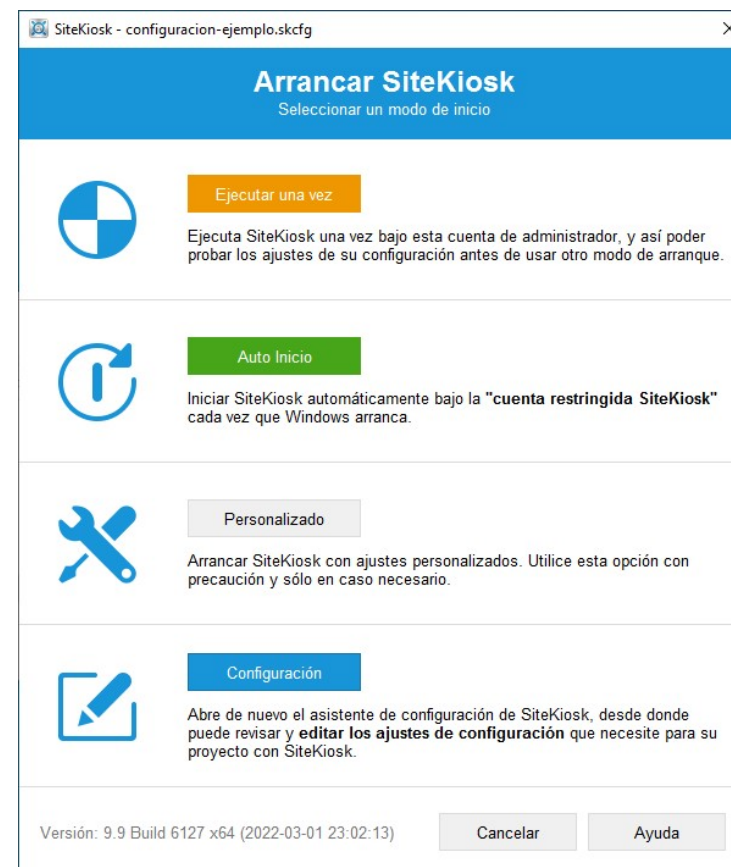 SiteKiosk - configuracion-ejemplo.skcfg
Arrancar SiteKiosk
Seleccionar un modo de inicio
Ejecutar una vez
Ejecuta SiteKiosk una vez bajo esta cuenta de administrador, y así poder
probar los ajustes de su configuración antes de usar otro modo de arranque.
Auto Inicio
Iniciar SiteKiosk automáticamente bajo la "cuenta restringida SiteKiosk"
cada vez que Windows arranca.
Personalizado
Arrancar SiteKiosk con ajustes personalizados. Utilice esta opción con
precaución y sólo en caso necesario.
Configuración
Abre de nuevo el asistente de configuración de SiteKiosk, desde donde
puede revisar y editar los ajustes de configuración que necesite para su
proyecto con SiteKiosk.
Versión: 9.9 Build 6127 x64 (2022-03-01 23:02:13)
Cancelar
Ayuda